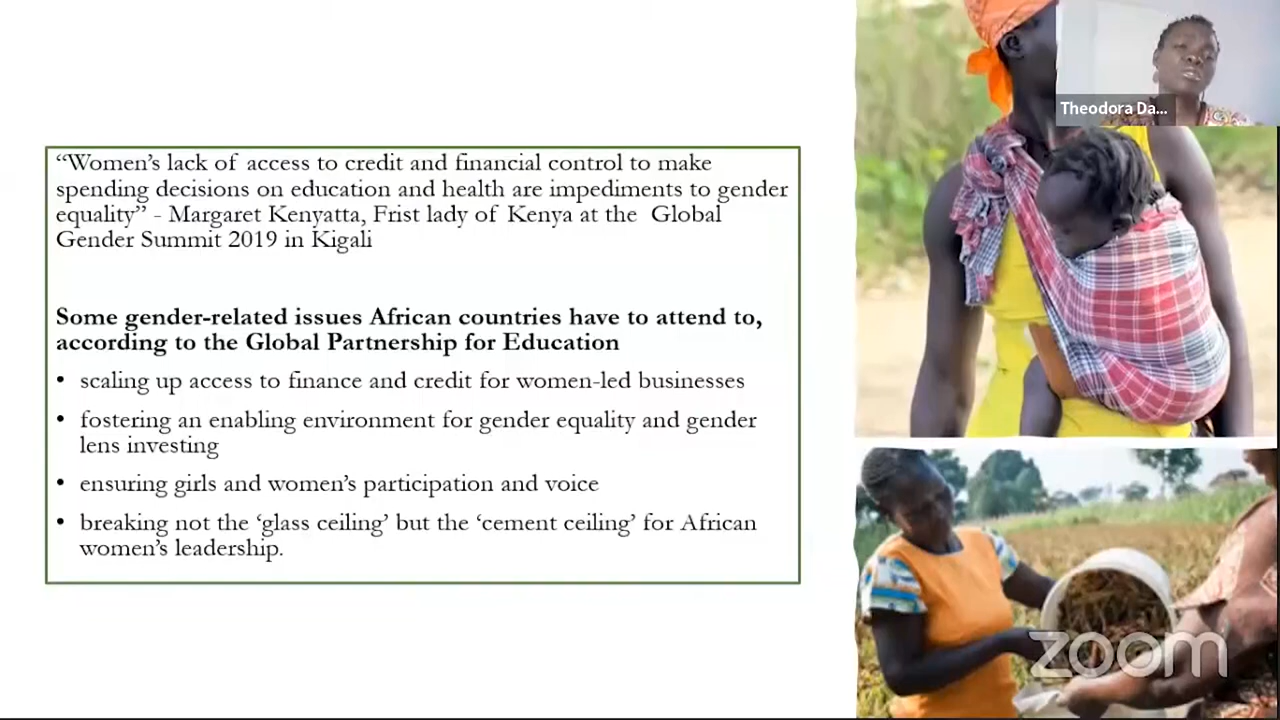 “Women’s lack of access to credit and financial control to make
spending decisions on education and health are impediments to gender
equality” - Margaret Kenyatta, Frist lady of Kenya at the Global
Gender Summit 2019 in Kigali
Some gender-related issues African countries have to attend to,
according to the Global Partnership for Education
• scaling up access to finance and credit for women-led businesses
• fostering an enabling environment for gender equality and gender
lens investing
• ensuring girls and women’s participation and voice
• breaking not the ‘glass ceiling’ but the ‘cement ceiling’ for African
women’s leadership.
Theodora Da...
zoom